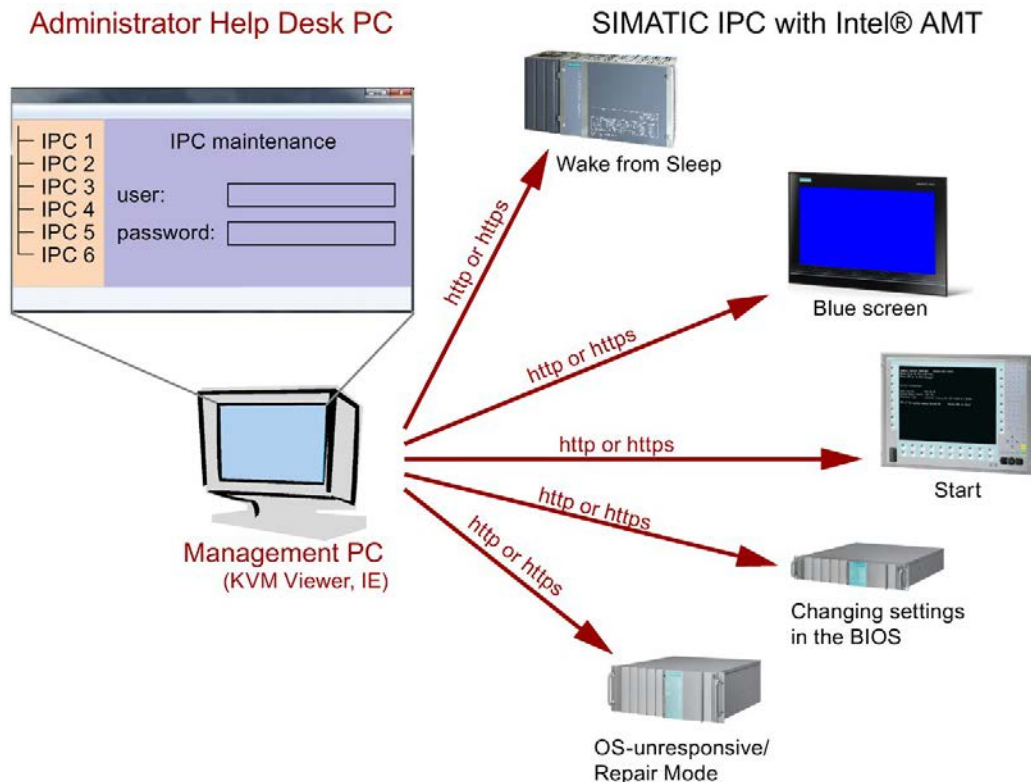 Administrator Help Desk PC
SIMATIC IPC with Intel® AMT
IPC 1
IPC 2
IPC 3
IPC 4
IPC 5
IPC 6
IPC maintenance
user:
password:
http or https
Wake from Sleep
http or https
Blue screen
http or https
Start
http or https
Changing settings
in the BIOS
http or https
OS-unresponsive/
Repair Mode
Management PC
(KVM Viewer, IE)